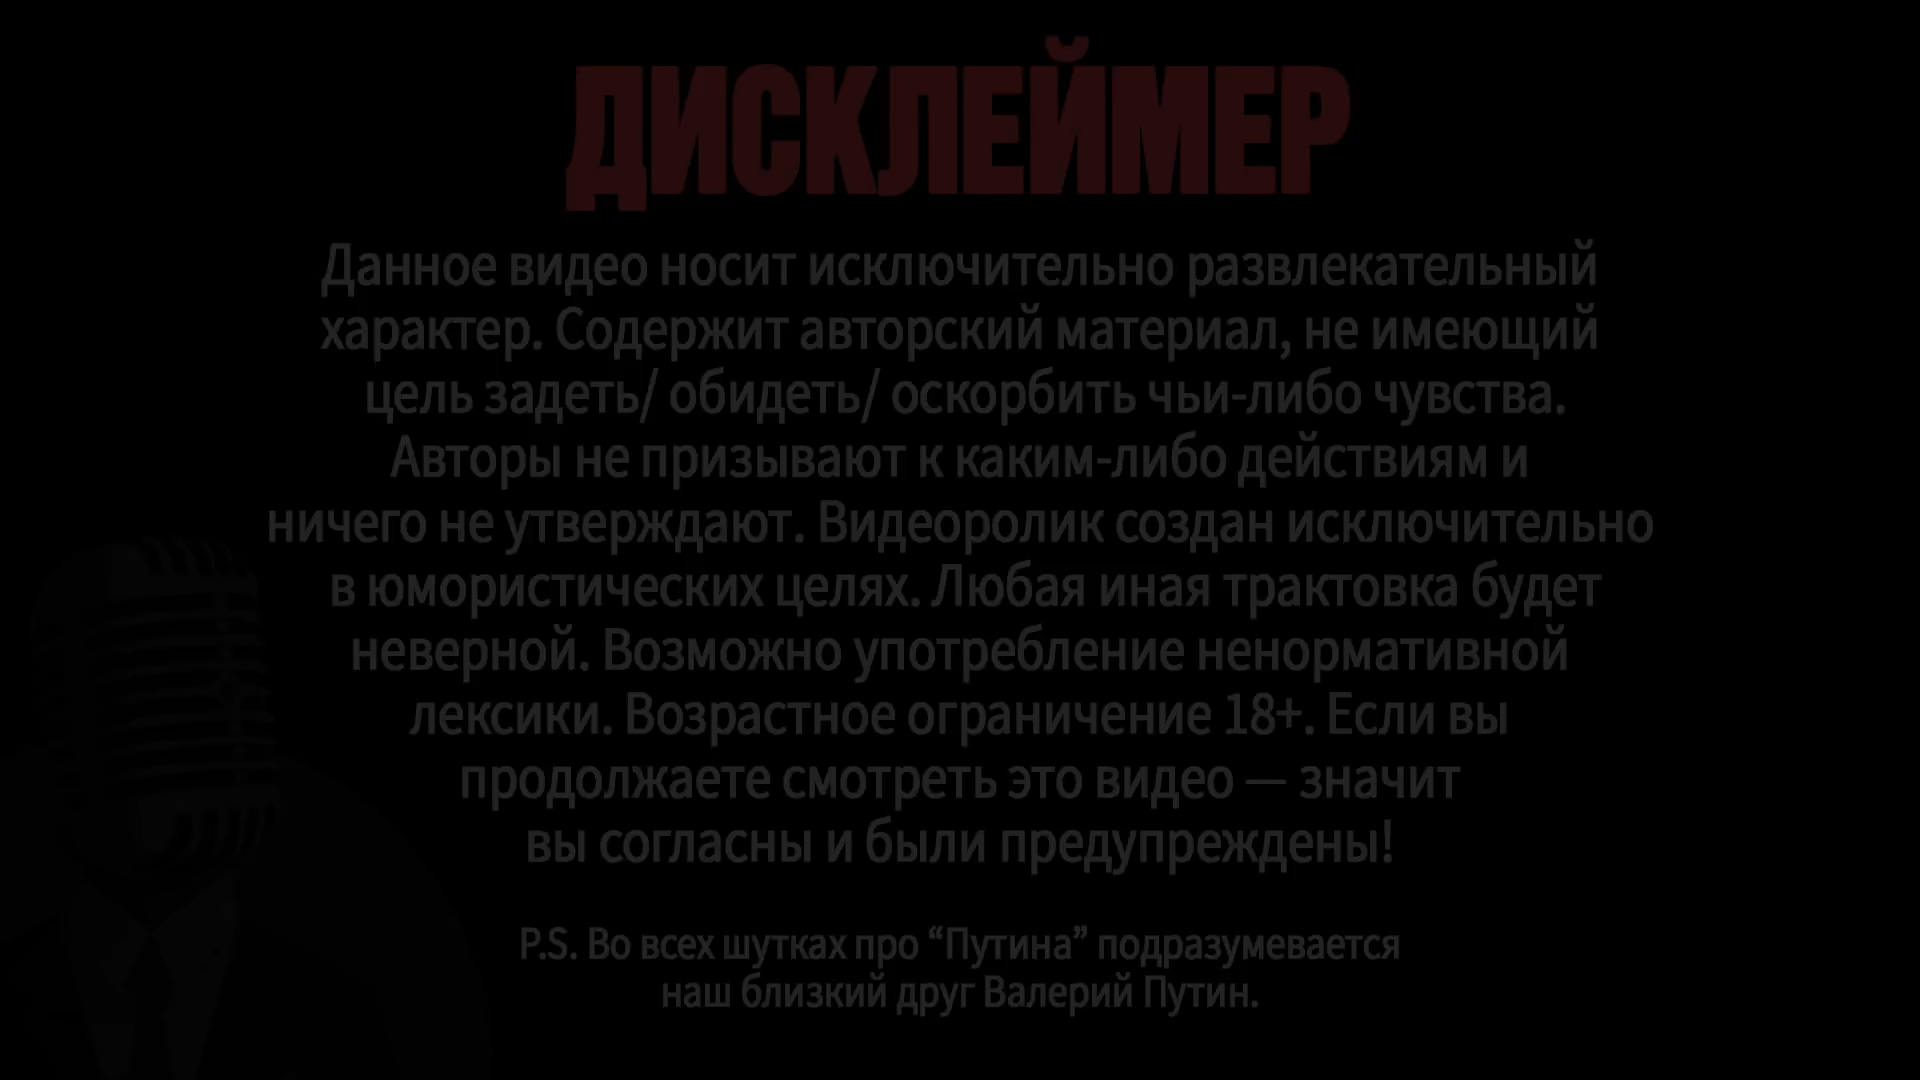 ДИСКЛЕЙМЕР
Данное видео носит исключительно развлекательный
характер. Содержит авторский материал, не имеющий
цель задеть/ обидеть/ оскорбить чьи-либо чувства.
Авторы не призывают к каким-либо действиям и
ничего не утверждают. Видеоролик создан исключительно
в юмористических целях. Любая иная трактовка будет
неверной. Возможно употребление ненормативной
лексики. Возрастное ограничение 18+. Если вы
продолжаете смотреть это видео — значит
вы согласны и были предупреждены!
P.S. Во всех шутках про “Путина” подразумевается
наш близкий друг Валерий Путин.